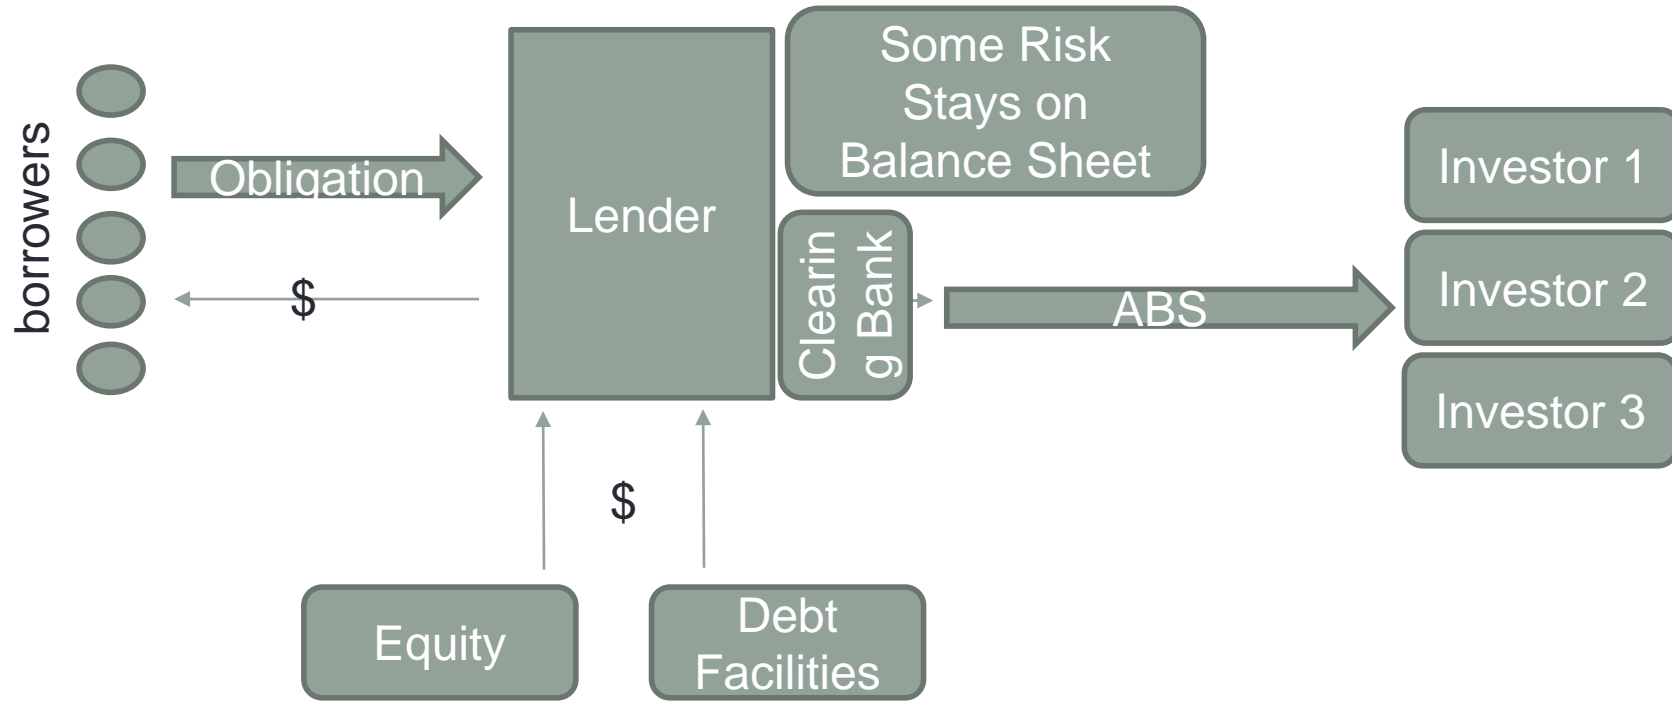 borrowers
Obligation
$
Lender
Some Risk
Stays on
Balance Sheet
Clearin
g Bank
ABS
Investor 1
Investor 2
Investor 3
$
Equity
Debt
Facilities